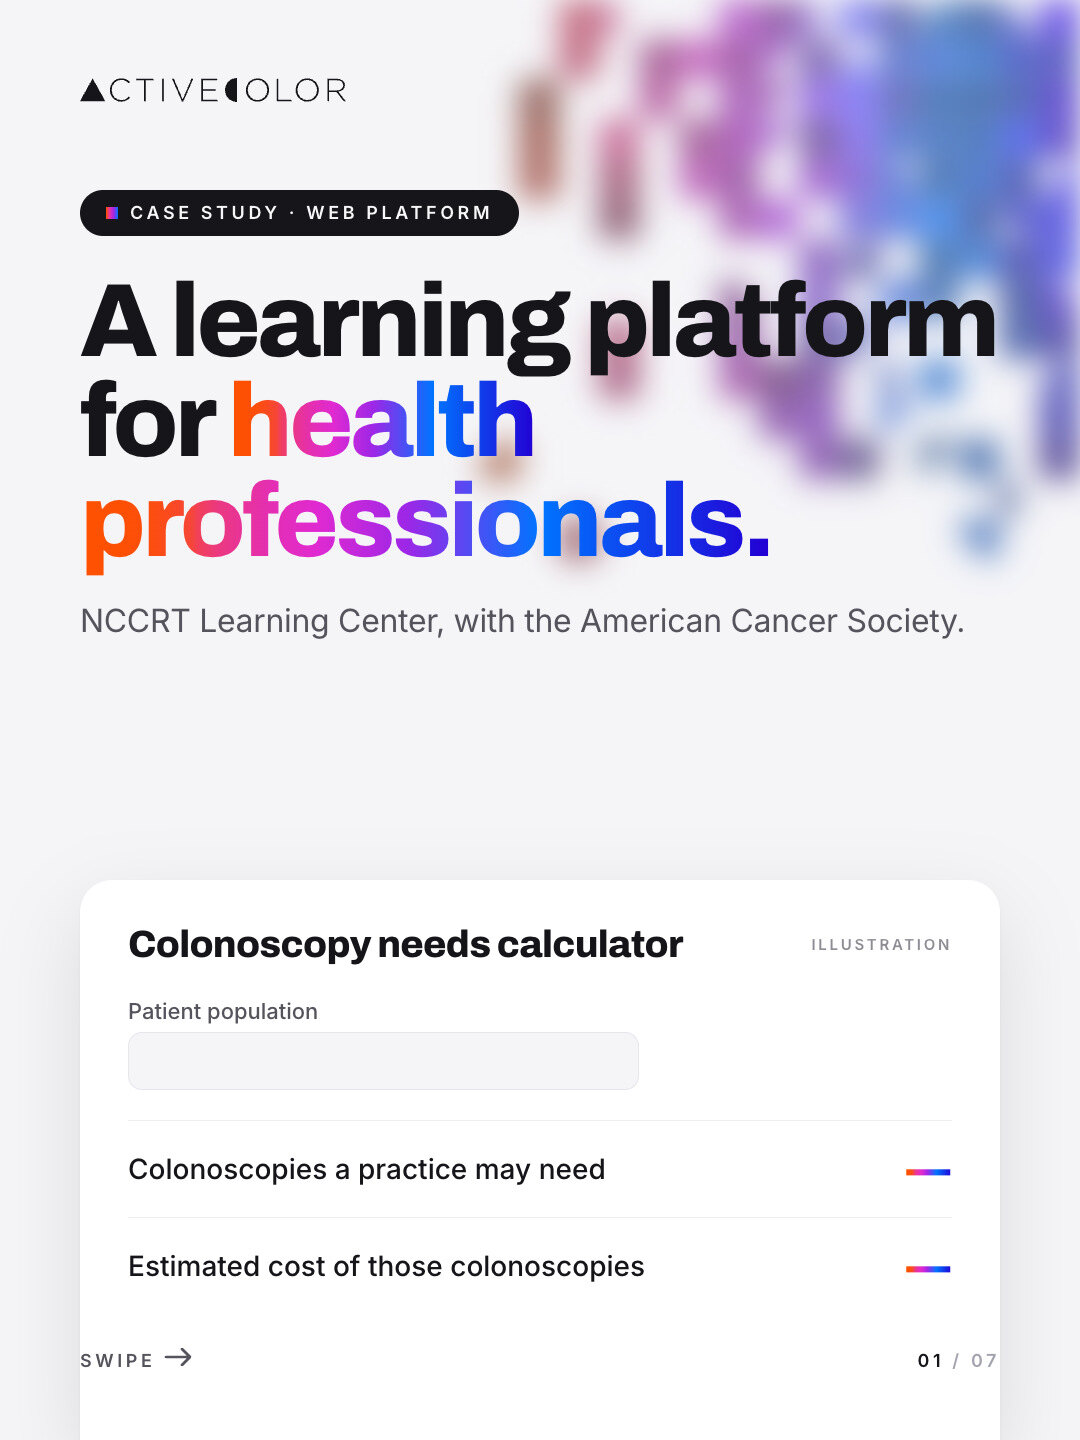 ACTIVECOLOR
CASE STUDY · WEB PLATFORM
A learning platform
for health
professionals.
NCCRT Learning Center, with the American Cancer Society.
Colonoscopy needs calculator
ILLUSTRATION
Patient population
Colonoscopies a practice may need
Estimated cost of those colonoscopies
SWIPE →
01 / 07